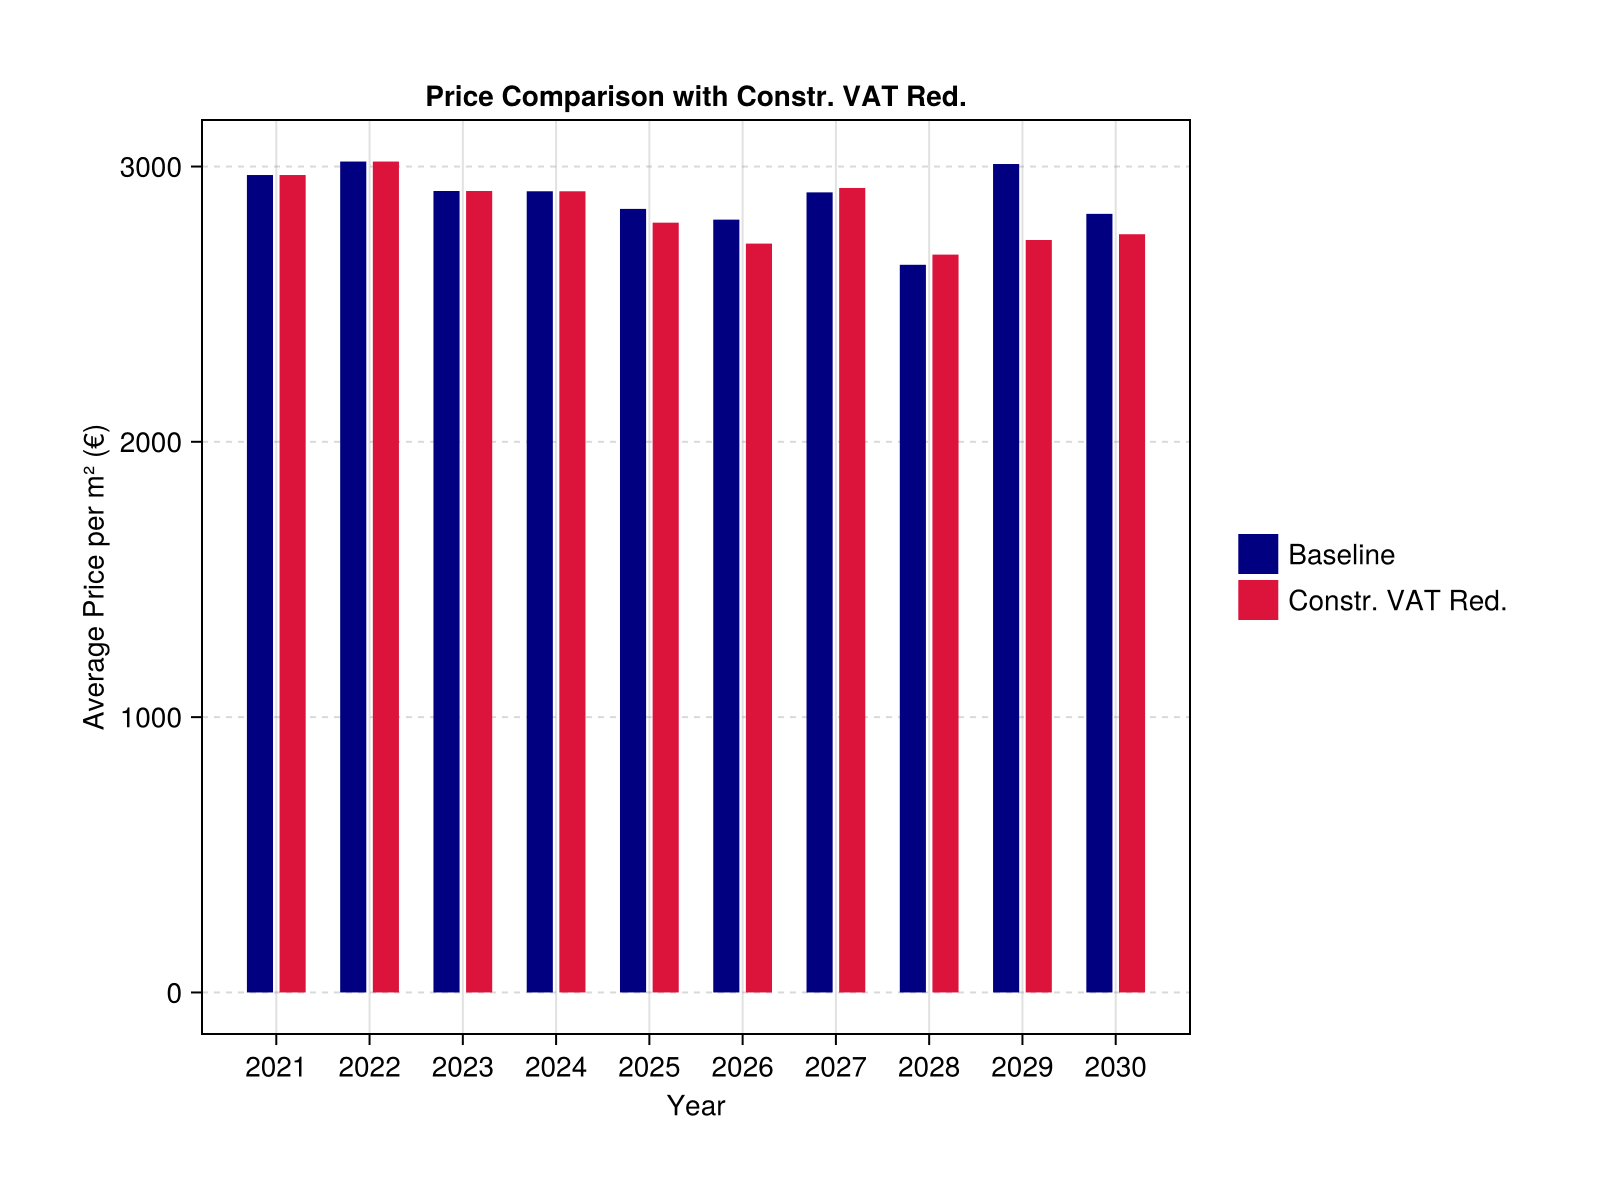 Price Comparison with Constr. VAT Red.
3000
2000
1000
0
Average Price per m² (€)
2021 2022 2023 2024 2025 2026 2027 2028 2029 2030
Year
Baseline
Constr. VAT Red.